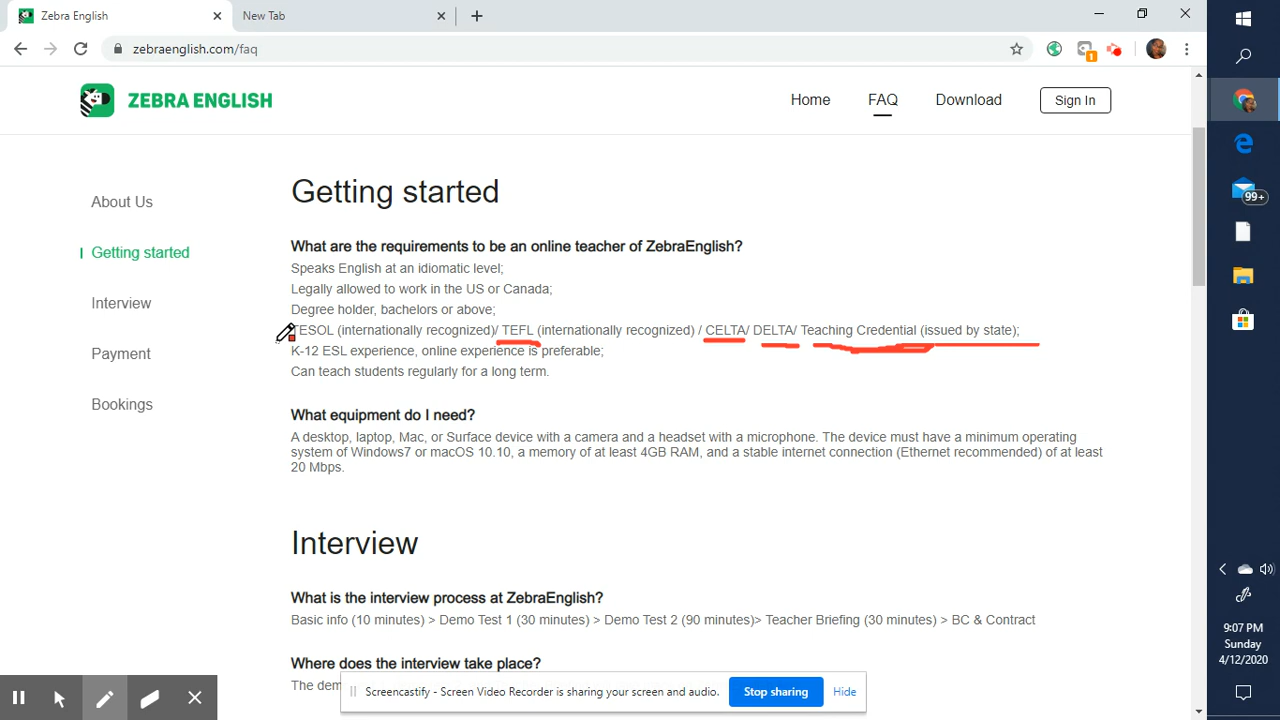 Zebra English
New Tab
zebraenglish.com/faq
1
ZEBRA ENGLISH
Home
FAQ
Download
Sign In
99+
About Us
Getting started
Interview
Payment
Bookings
Getting started
What are the requirements to be an online teacher of ZebraEnglish?
Speaks English at an idiomatic level;
Legally allowed to work in the US or Canada;
Degree holder, bachelors or above;
TESOL (internationally recognized)/ TEFL (internationally recognized) / CELTA/ DELTA/ Teaching Credential (issued by state);
K-12 ESL experience, online experience is preferable;
Can teach students regularly for a long term.
What equipment do I need?
A desktop, laptop, Mac, or Surface device with a camera and a headset with a microphone. The device must have a minimum operating
system of Windows7 or macOS 10.10, a memory of at least 4GB RAM, and a stable internet connection (Ethernet recommended) of at least
20 Mbps.
Interview
What is the interview process at ZebraEnglish?
Basic info (10 minutes) > Demo Test 1 (30 minutes) > Demo Test 2 (90 minutes)> Teacher Briefing (30 minutes) > BC & Contract
Where does the interview take place?
The dem
Screencastify - Screen Video Recorder is sharing your screen and audio.
Stop sharing
Hide
9:07 PM
Sunday
4/12/2020